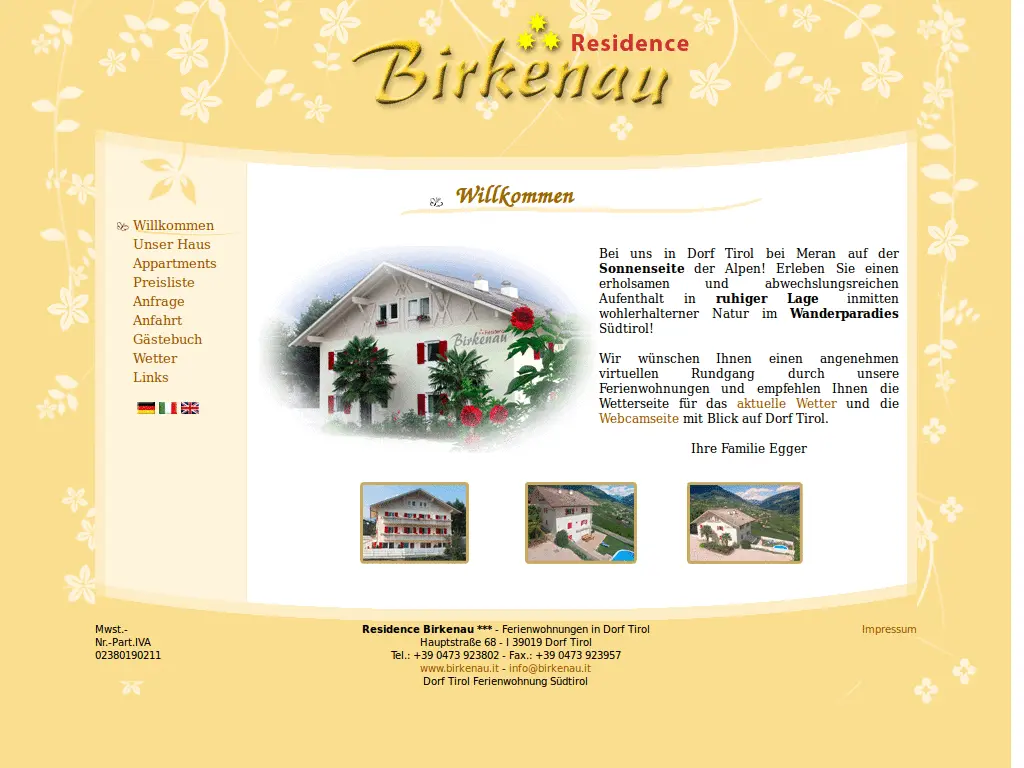 Residence
Birkenau
Willkommen
Willkommen
Unser Haus
Appartments
Preisliste
Anfrage
Anfahrt
Gästebuch
Wetter
Links
Residence
Birkenau
Bei uns in Dorf Tirol bei Meran auf der
Sonnenseite der Alpen! Erleben Sie einen
erholsamen und abwechslungsreichen
Aufenthalt in ruhiger Lage inmitten
wohlerhalterner Natur im Wanderparadies
Südtirol!
Wir wünschen Ihnen einen angenehmen
virtuellen Rundgang durch unsere
Ferienwohnungen und empfehlen Ihnen die
Wetterseite für das aktuelle Wetter und die
Webcamseite mit Blick auf Dorf Tirol.
Ihre Familie Egger
Mwst.-
Nr.-Part.IVA
02380190211
Residence Birkenau *** - Ferienwohnungen in Dorf Tirol
Hauptstraße 68 - I 39019 Dorf Tirol
Tel.: +39 0473 923802 - Fax.: +39 0473 923957
www.birkenau.it - info@birkenau.it
Dorf Tirol Ferienwohnung Südtirol
Impressum